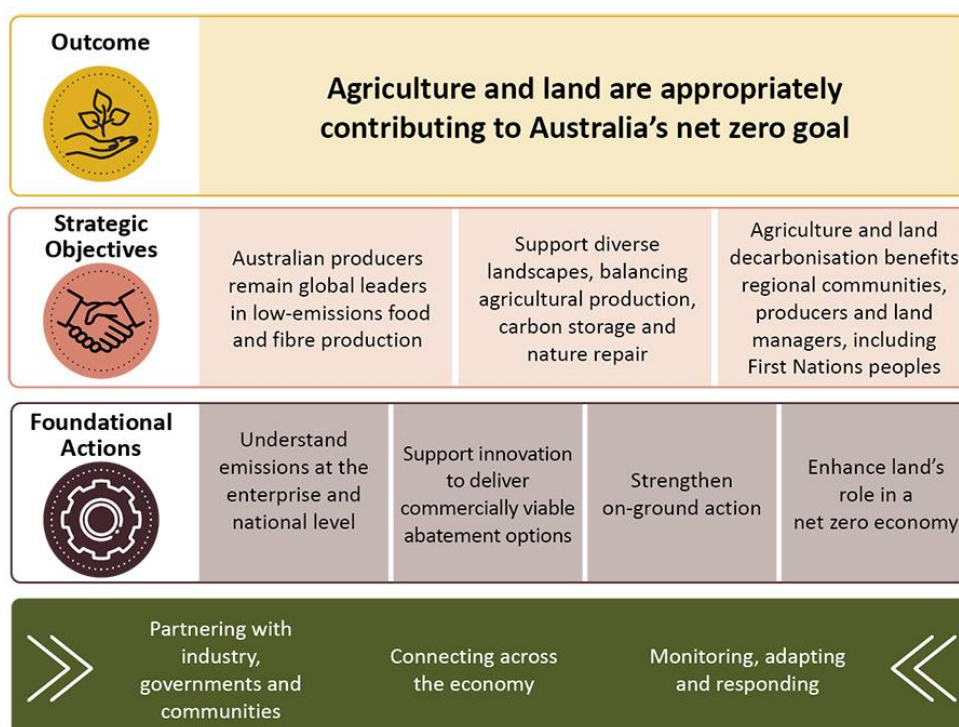 Outcome
Agriculture and land are appropriately
contributing to Australia’s net zero goal
Strategic
Objectives
Australian producers
remain global leaders
in low-emissions food
and fibre production
Support diverse
landscapes, balancing
agricultural production,
carbon storage and
nature repair
Agriculture and land
decarbonisation benefits
regional communities,
producers and land
managers, including
First Nations peoples
Foundational
Actions
Understand
emissions at the
enterprise and
national level
Support innovation
to deliver
commercially viable
abatement options
Strengthen
on-ground action
Enhance land’s
role in a
net zero economy
Partnering with
industry,
governments and
communities
Connecting across
the economy
Monitoring, adapting
and responding